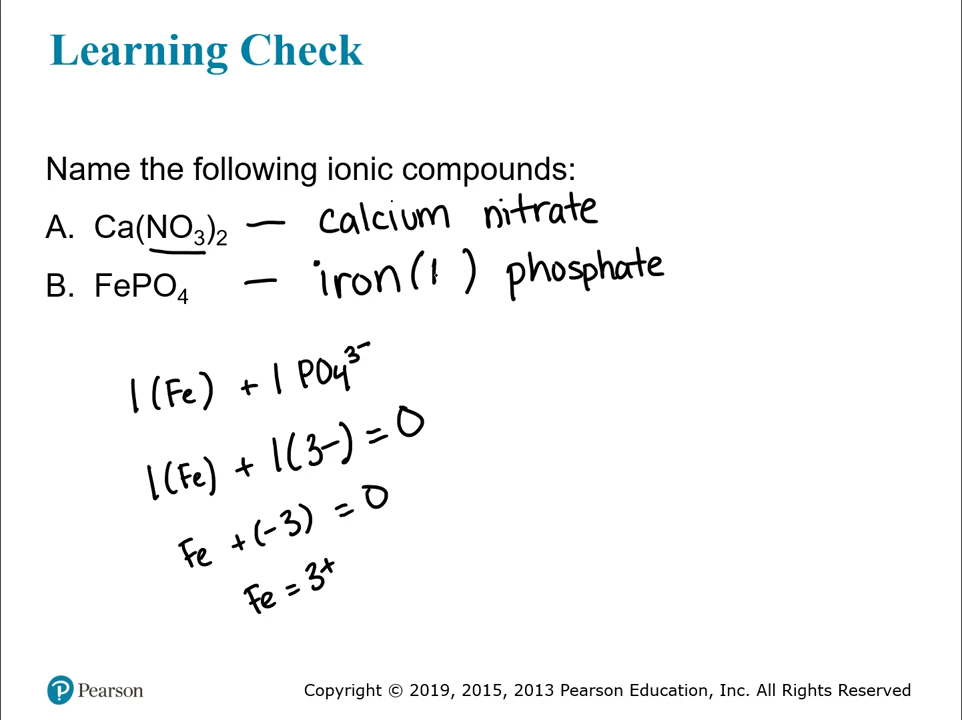 Learning Check
Name the following ionic compounds:
A. Ca(NO₃)₂ — calcium nitrate
B. FePO₄ — iron (I ) phosphate
1 (Fe) + 1 PO₄³⁻
1(Fe) + 1(3-) = 0
Fe + (-3) = 0
Fe = 3+
Pearson
Copyright © 2019, 2015, 2013 Pearson Education, Inc. All Rights Reserved